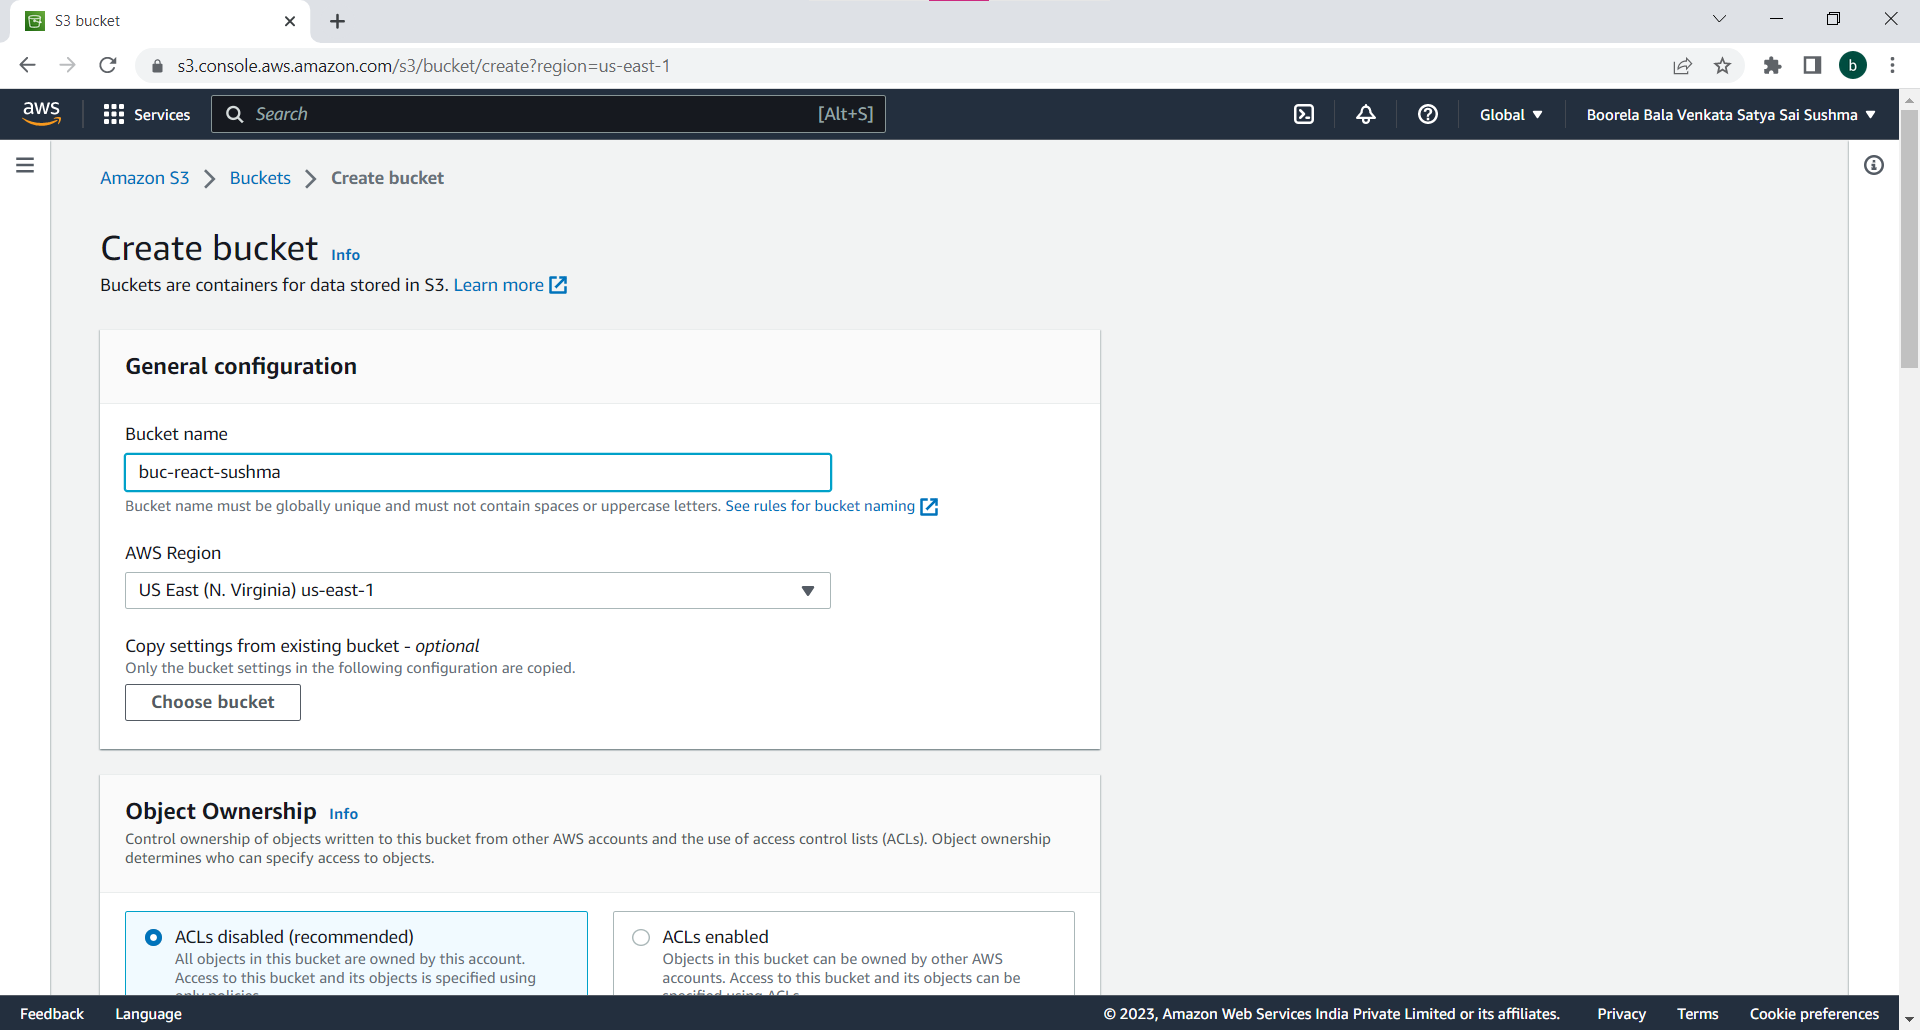 S3 bucket
s3.console.aws.amazon.com/s3/bucket/create?region=us-east-1
b
aws
Services
Search
[Alt+S]
Global
Boorela Bala Venkata Satya Sai Sushma
Amazon S3 > Buckets > Create bucket
Create bucket Info
Buckets are containers for data stored in S3. Learn more
General configuration
Bucket name
buc-react-sushma
Bucket name must be globally unique and must not contain spaces or uppercase letters. See rules for bucket naming
AWS Region
US East (N. Virginia) us-east-1
Copy settings from existing bucket - optional
Only the bucket settings in the following configuration are copied.
Choose bucket
Object Ownership Info
Control ownership of objects written to this bucket from other AWS accounts and the use of access control lists (ACLs). Object ownership
determines who can specify access to objects.
ACLs disabled (recommended)
All objects in this bucket are owned by this account.
Access to this bucket and its objects is specified using
only policies.
ACLs enabled
Objects in this bucket can be owned by other AWS
accounts. Access to this bucket and its objects can be
specified using ACLs.
Feedback
Language
© 2023, Amazon Web Services India Private Limited or its affiliates.
Privacy
Terms
Cookie preferences